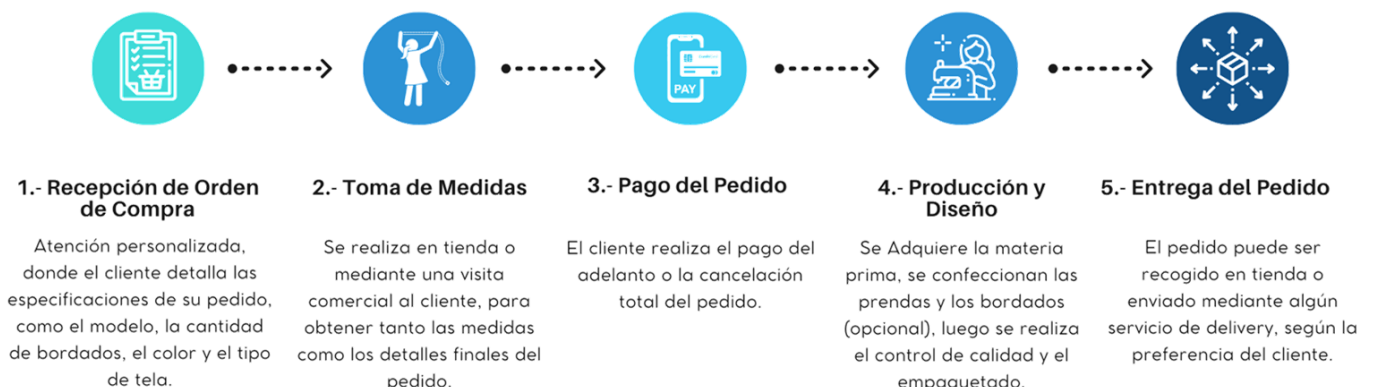 PAY
1.- Recepción de Orden
de Compra
Atención personalizada,
donde el cliente detalla las
especificaciones de su pedido,
como el modelo, la cantidad
de bordados, el color y el tipo
de tela.
2.- Toma de Medidas
Se realiza en tienda o
mediante una visita
comercial al cliente, para
obtener tanto las medidas
como los detalles finales del
pedido.
3.- Pago del Pedido
El cliente realiza el pago del
adelanto o la cancelación
total del pedido.
4.- Producción y
Diseño
Se Adquiere la materia
prima, se confeccionan las
prendas y los bordados
(opcional), luego se realiza
el control de calidad y el
empaquetado.
5.- Entrega del Pedido
El pedido puede ser
recogido en tienda o
enviado mediante algún
servicio de delivery, según la
preferencia del cliente.